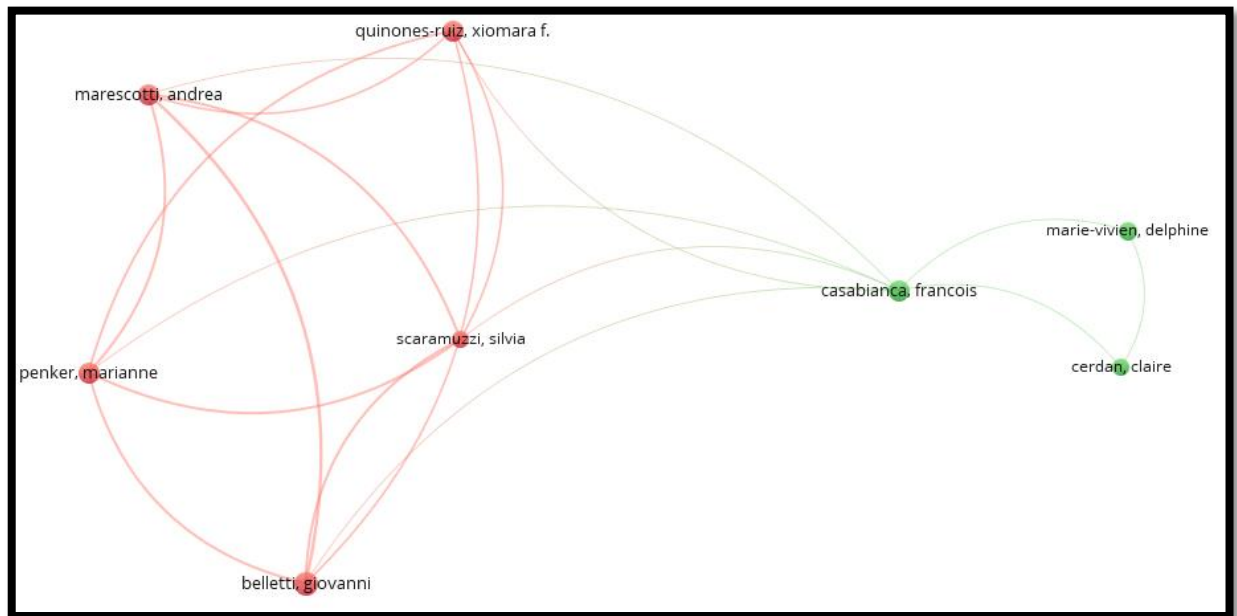 quinones-ruiz, xiomara f.
marescotti, andrea
marie-vivien, delphine
casabianca, francois
scaramuzzi, silvia
cerdan, claire
penker, marianne
belletti, giovanni